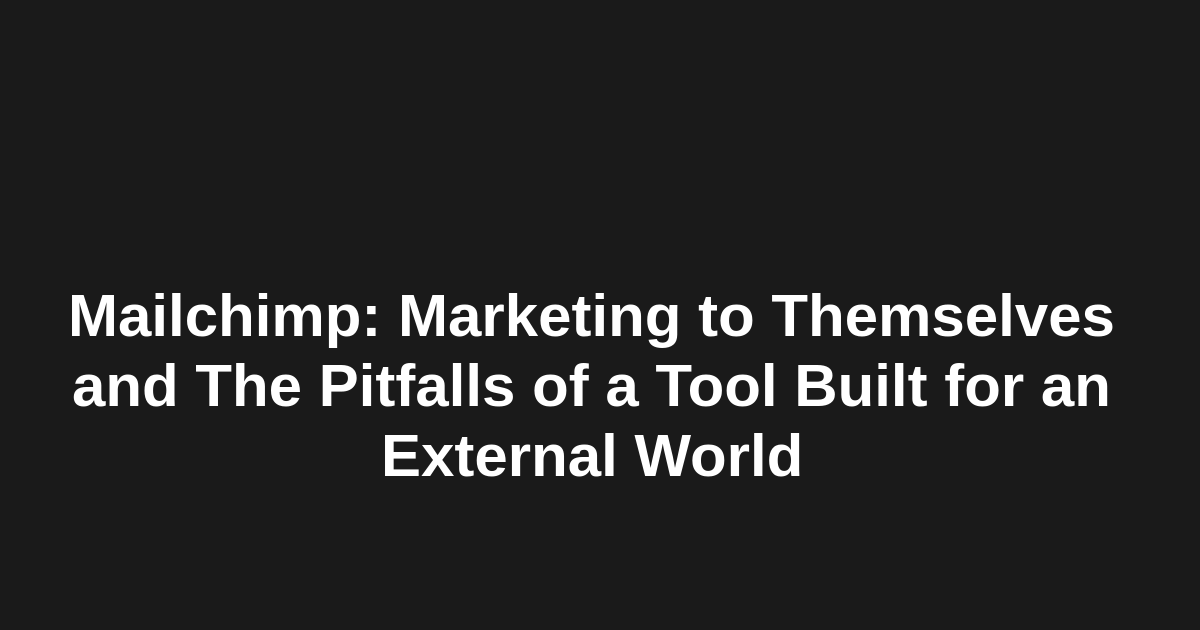 Mailchimp: Marketing to Themselves
and The Pitfalls of a Tool Built for an
External World